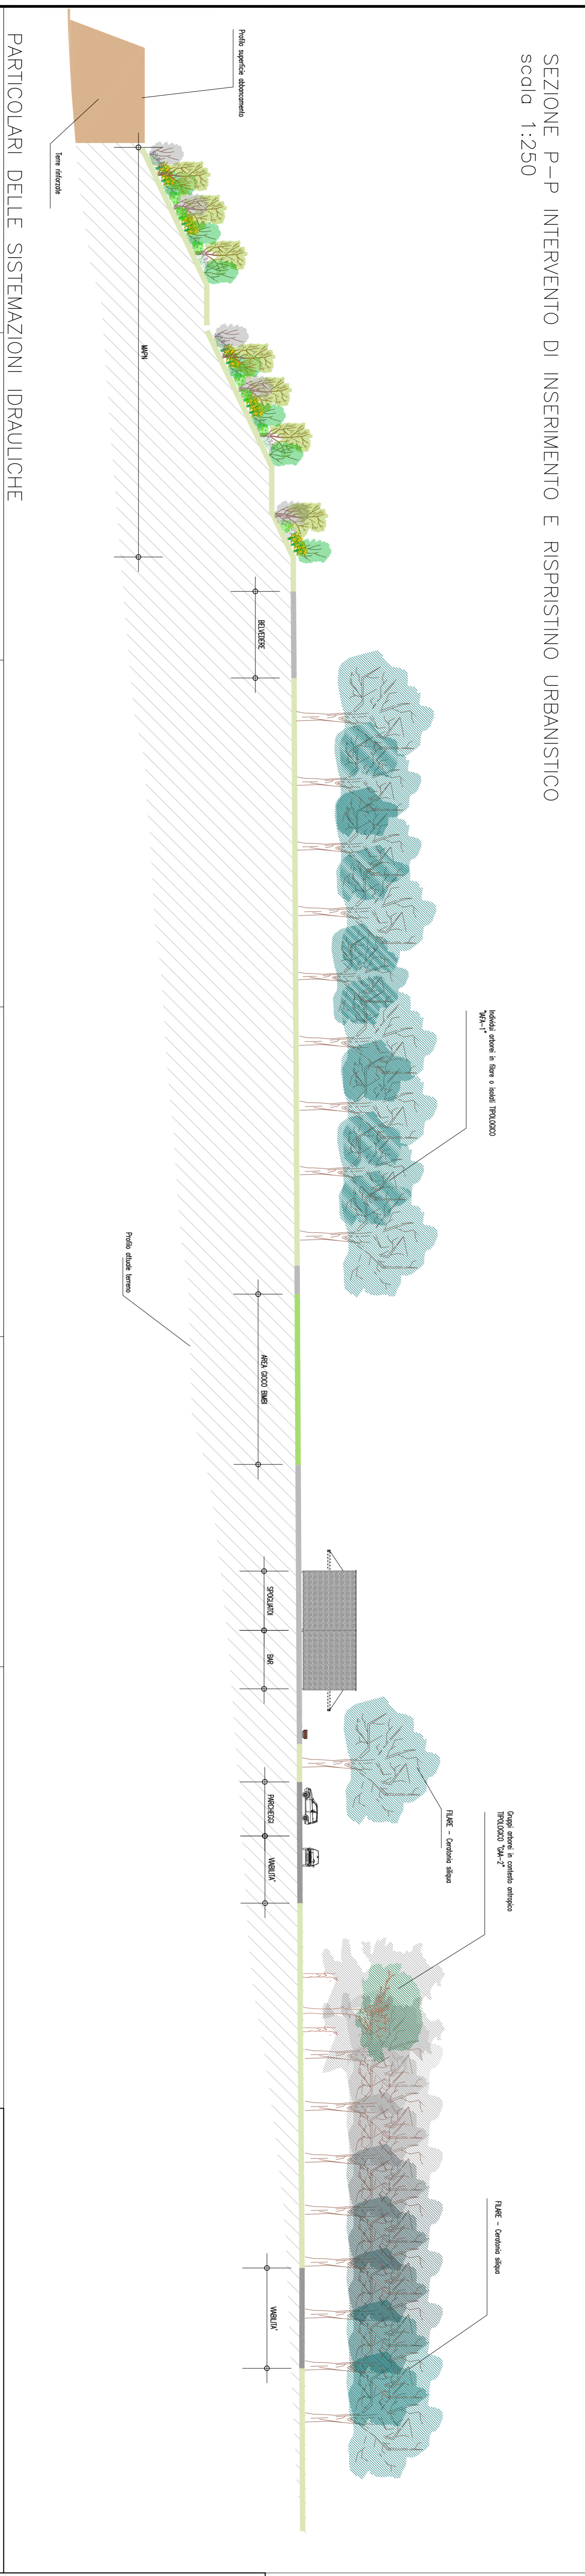 SEZIONE P-P INTERVENTO DI INSERIMENTO E RISPRISTINO URBANISTICO
scala 1:250
Profilo superficie abbancamento
Terre rinforzate
MAPN
BELVEDERE
Individui arborei in filare o isolati TIPOLOGICO
"IAFA-1"
Profilo attuale terreno
AREA GIOCO BIMBI
SPOGLIATOI
BAR
FILARE - Ceratonia siliqua
PARCHEGGI
VIABILITA'
Gruppi arborei in contesto antropico
TIPOLOGICO "GAA-2"
FILARE - Ceratonia siliqua
VIABILITA'
PARTICOLARI DELLE SISTEMAZIONI IDRAULICHE